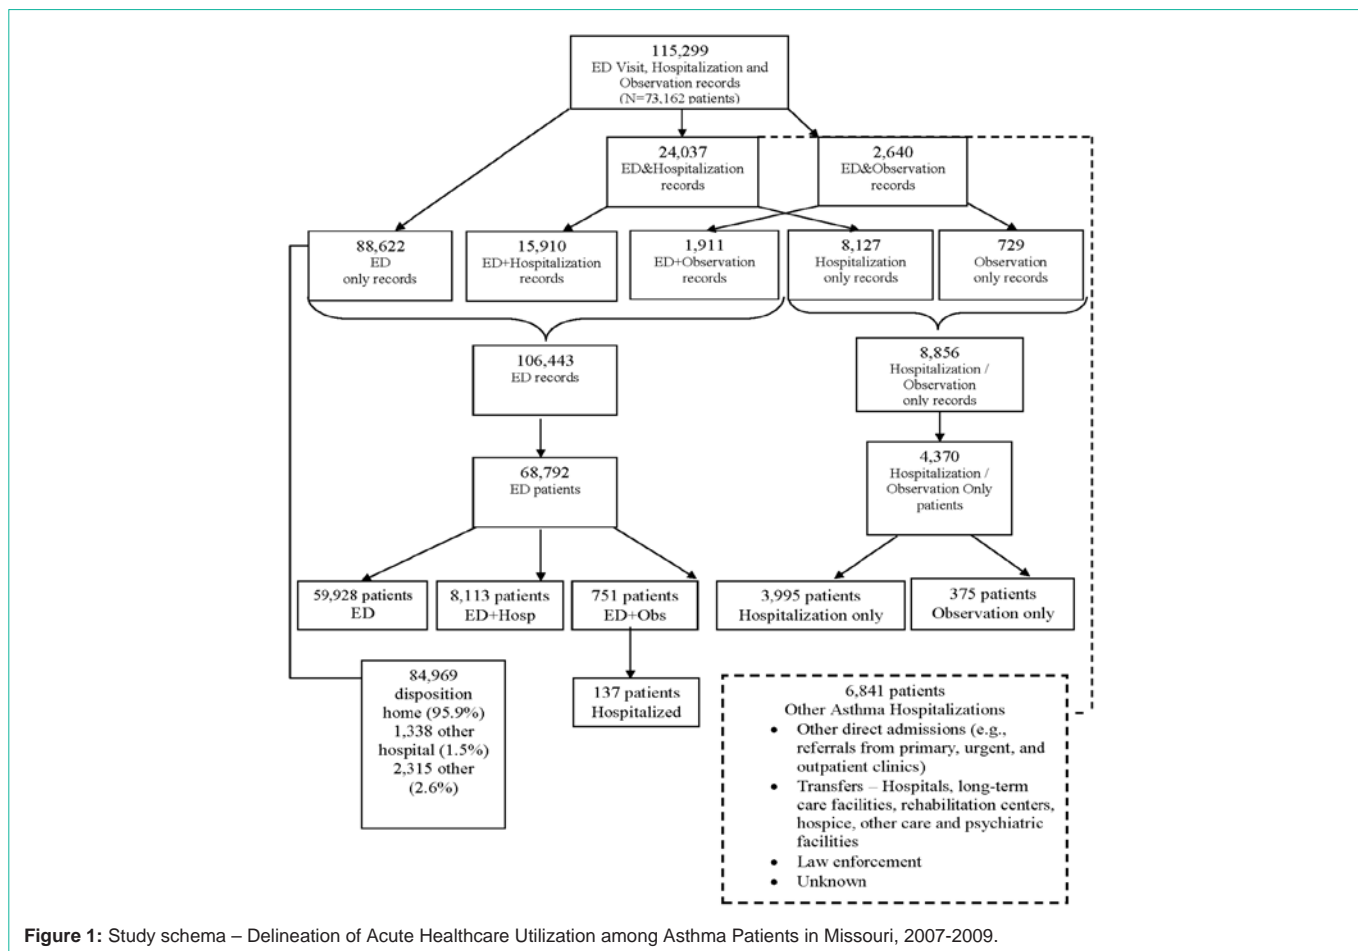 115,299
ED Visit, Hospitalization and
Observation records
(N=73,162 patients)
24,037
ED&Hospitalization
records
2,640
ED&Observation
records
88,622
ED
only records
15,910
ED+Hospitalization
records
1,911
ED+Observation
records
8,127
Hospitalization
only records
729
Observation
only records
106,443
ED records
8,856
Hospitalization /
Observation
only records
68,792
ED patients
4,370
Hospitalization /
Observation Only
patients
59,928 patients
ED
8,113 patients
ED+Hosp
751 patients
ED+Obs
3,995 patients
Hospitalization only
375 patients
Observation only
84,969
disposition
home (95.9%)
1,338 other
hospital (1.5%)
2,315 other
(2.6%)
137 patients
Hospitalized
6,841 patients
Other Asthma Hospitalizations
• Other direct admissions (e.g.,
referrals from primary, urgent, and
outpatient clinics)
• Transfers – Hospitals, long-term
care facilities, rehabilitation centers,
hospice, other care and psychiatric
facilities
• Law enforcement
• Unknown
Figure 1: Study schema – Delineation of Acute Healthcare Utilization among Asthma Patients in Missouri, 2007-2009.